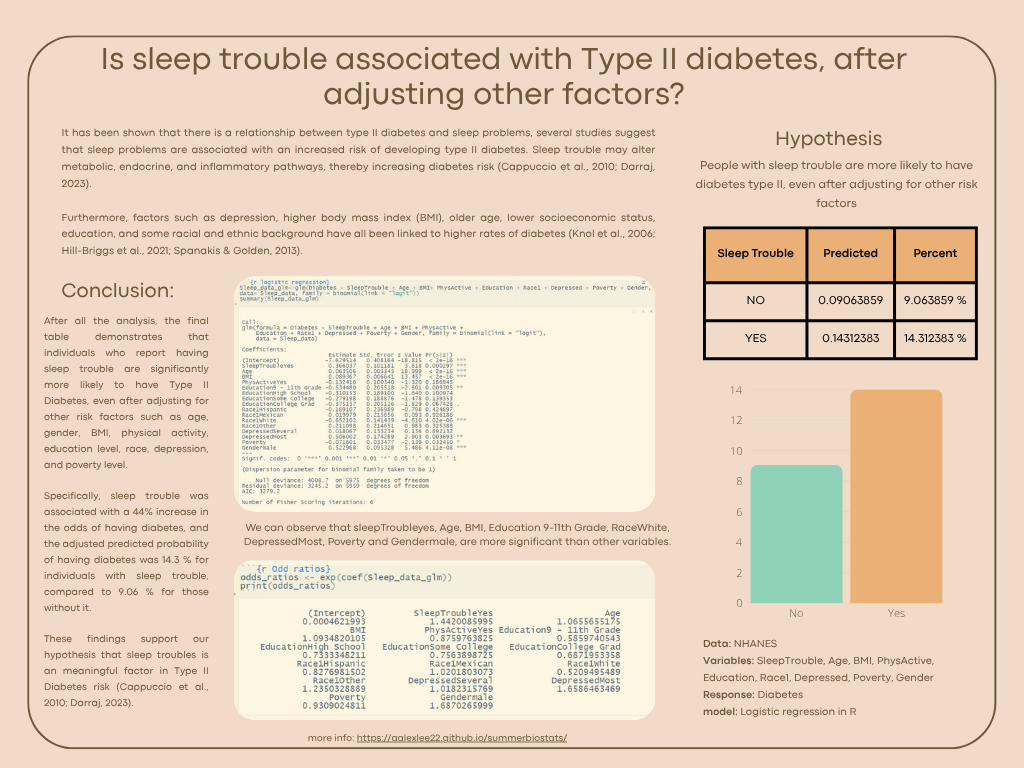 Is sleep trouble associated with Type II diabetes, after
adjusting other factors?
It has been shown that there is a relationship between type II diabetes and sleep problems, several studies suggest
that sleep problems are associated with an increased risk of developing type II diabetes. Sleep trouble may alter
metabolic, endocrine, and inflammatory pathways, thereby increasing diabetes risk (Cappuccio et al., 2010; Darraj,
2023).
Furthermore, factors such as depression, higher body mass index (BMI), older age, lower socioeconomic status,
education, and some racial and ethnic background have all been linked to higher rates of diabetes (Knol et al., 2006;
Hill-Briggs et al., 2021; Spanakis & Golden, 2013).
Conclusion:
After all the analysis, the final
table demonstrates that
individuals who report having
sleep trouble are significantly
more likely to have Type II
Diabetes, even after adjusting for
other risk factors such as age,
gender, BMI, physical activity,
education level, race, depression,
and poverty level.
Specifically, sleep trouble was
associated with a 44% increase in
the odds of having diabetes, and
the adjusted predicted probability
of having diabetes was 14.3 % for
individuals with sleep trouble,
compared to 9.06 % for those
without it.
These findings support our
hypothesis that sleep troubles is
an meaningful factor in Type II
Diabetes risk (Cappuccio et al.,
2010; Darraj, 2023).
{r logistic regression}
Sleep_data_glm<-glm(Diabetes ~ SleepTrouble + Age + BMI+ PhysActive + Education + Race1 + Depressed + Poverty + Gender,
data= Sleep_data, family = binomial(link = "logit"))
summary(Sleep_data_glm)
Call:
glm(formula = Diabetes ~ SleepTrouble + Age + BMI + PhysActive +
Education + Race1 + Depressed + Poverty + Gender, family = binomial(link = "logit"),
data = Sleep_data)
Coefficients:
Estimate Std. Error z value Pr(>|z|)
(Intercept) -7.679514 0.408164 -18.815 < 2e-16 ***
SleepTroubleYes 0.366037 0.101181 3.618 0.000297 ***
Age 0.063506 0.003343 18.999 < 2e-16 ***
BMI 0.089367 0.006641 13.457 < 2e-16 ***
PhysActiveYes -0.132416 0.100340 -1.320 0.186945
Education9 - 11th Grade -0.534480 0.205518 -2.601 0.009305 **
EducationHigh School -0.310153 0.189100 -1.640 0.100974
EducationSome College -0.279198 0.188876 -1.478 0.139353
EducationCollege Grad -0.375137 0.205126 -1.829 0.067428 .
Race1Hispanic -0.189107 0.236989 -0.798 0.424897
Race1Mexican 0.019979 0.215656 0.093 0.926186
Race1White -0.652102 0.141439 -4.610 4.02e-06 ***
Race1Other 0.211098 0.214651 0.983 0.325388
DepressedSeveral 0.018067 0.133234 0.136 0.892132
DepressedMost 0.506002 0.174289 2.903 0.003693 **
Poverty -0.071601 0.033477 -2.139 0.032450 *
Gendermale 0.522968 0.095328 5.486 4.11e-08 ***
---
Signif. codes: 0 '***' 0.001 '**' 0.01 '*' 0.05 '.' 0.1 ' ' 1
(Dispersion parameter for binomial family taken to be 1)
Null deviance: 4008.7 on 5975 degrees of freedom
Residual deviance: 3245.2 on 5959 degrees of freedom
AIC: 3279.2
Number of Fisher Scoring iterations: 6
We can observe that sleepTroubleyes, Age, BMI, Education 9-11th Grade, RaceWhite,
DepressedMost, Poverty and Gendermale, are more significant than other variables.
```{r Odd ratios}
odds_ratios <- exp(coef(Sleep_data_glm))
print(odds_ratios)
(Intercept) SleepTroubleYes Age
0.0004621993 1.4420085995 1.0655655175
BMI PhysActiveYes Education9 - 11th Grade
1.0934820105 0.8759763825 0.5859740543
EducationHigh School EducationSome College EducationCollege Grad
0.7333348211 0.7563898725 0.6871953358
Race1Hispanic Race1Mexican Race1White
0.8276981502 1.0201803073 0.5209495489
Race1Other DepressedSeveral DepressedMost
1.2350328889 1.0182315769 1.6586463469
Poverty Gendermale
0.9309024811 1.6870265999
more info: https://aalexlee22.github.io/summerbiostats/
Hypothesis
People with sleep trouble are more likely to have
diabetes type II, even after adjusting for other risk
factors
Sleep Trouble Predicted Percent
NO 0.09063859 9.063859 %
YES 0.14312383 14.312383 %
14
12
10
8
6
4
2
0
No Yes
Data: NHANES
Variables: SleepTrouble, Age, BMI, PhysActive,
Education, Race1, Depressed, Poverty, Gender
Response: Diabetes
model: Logistic regression in R